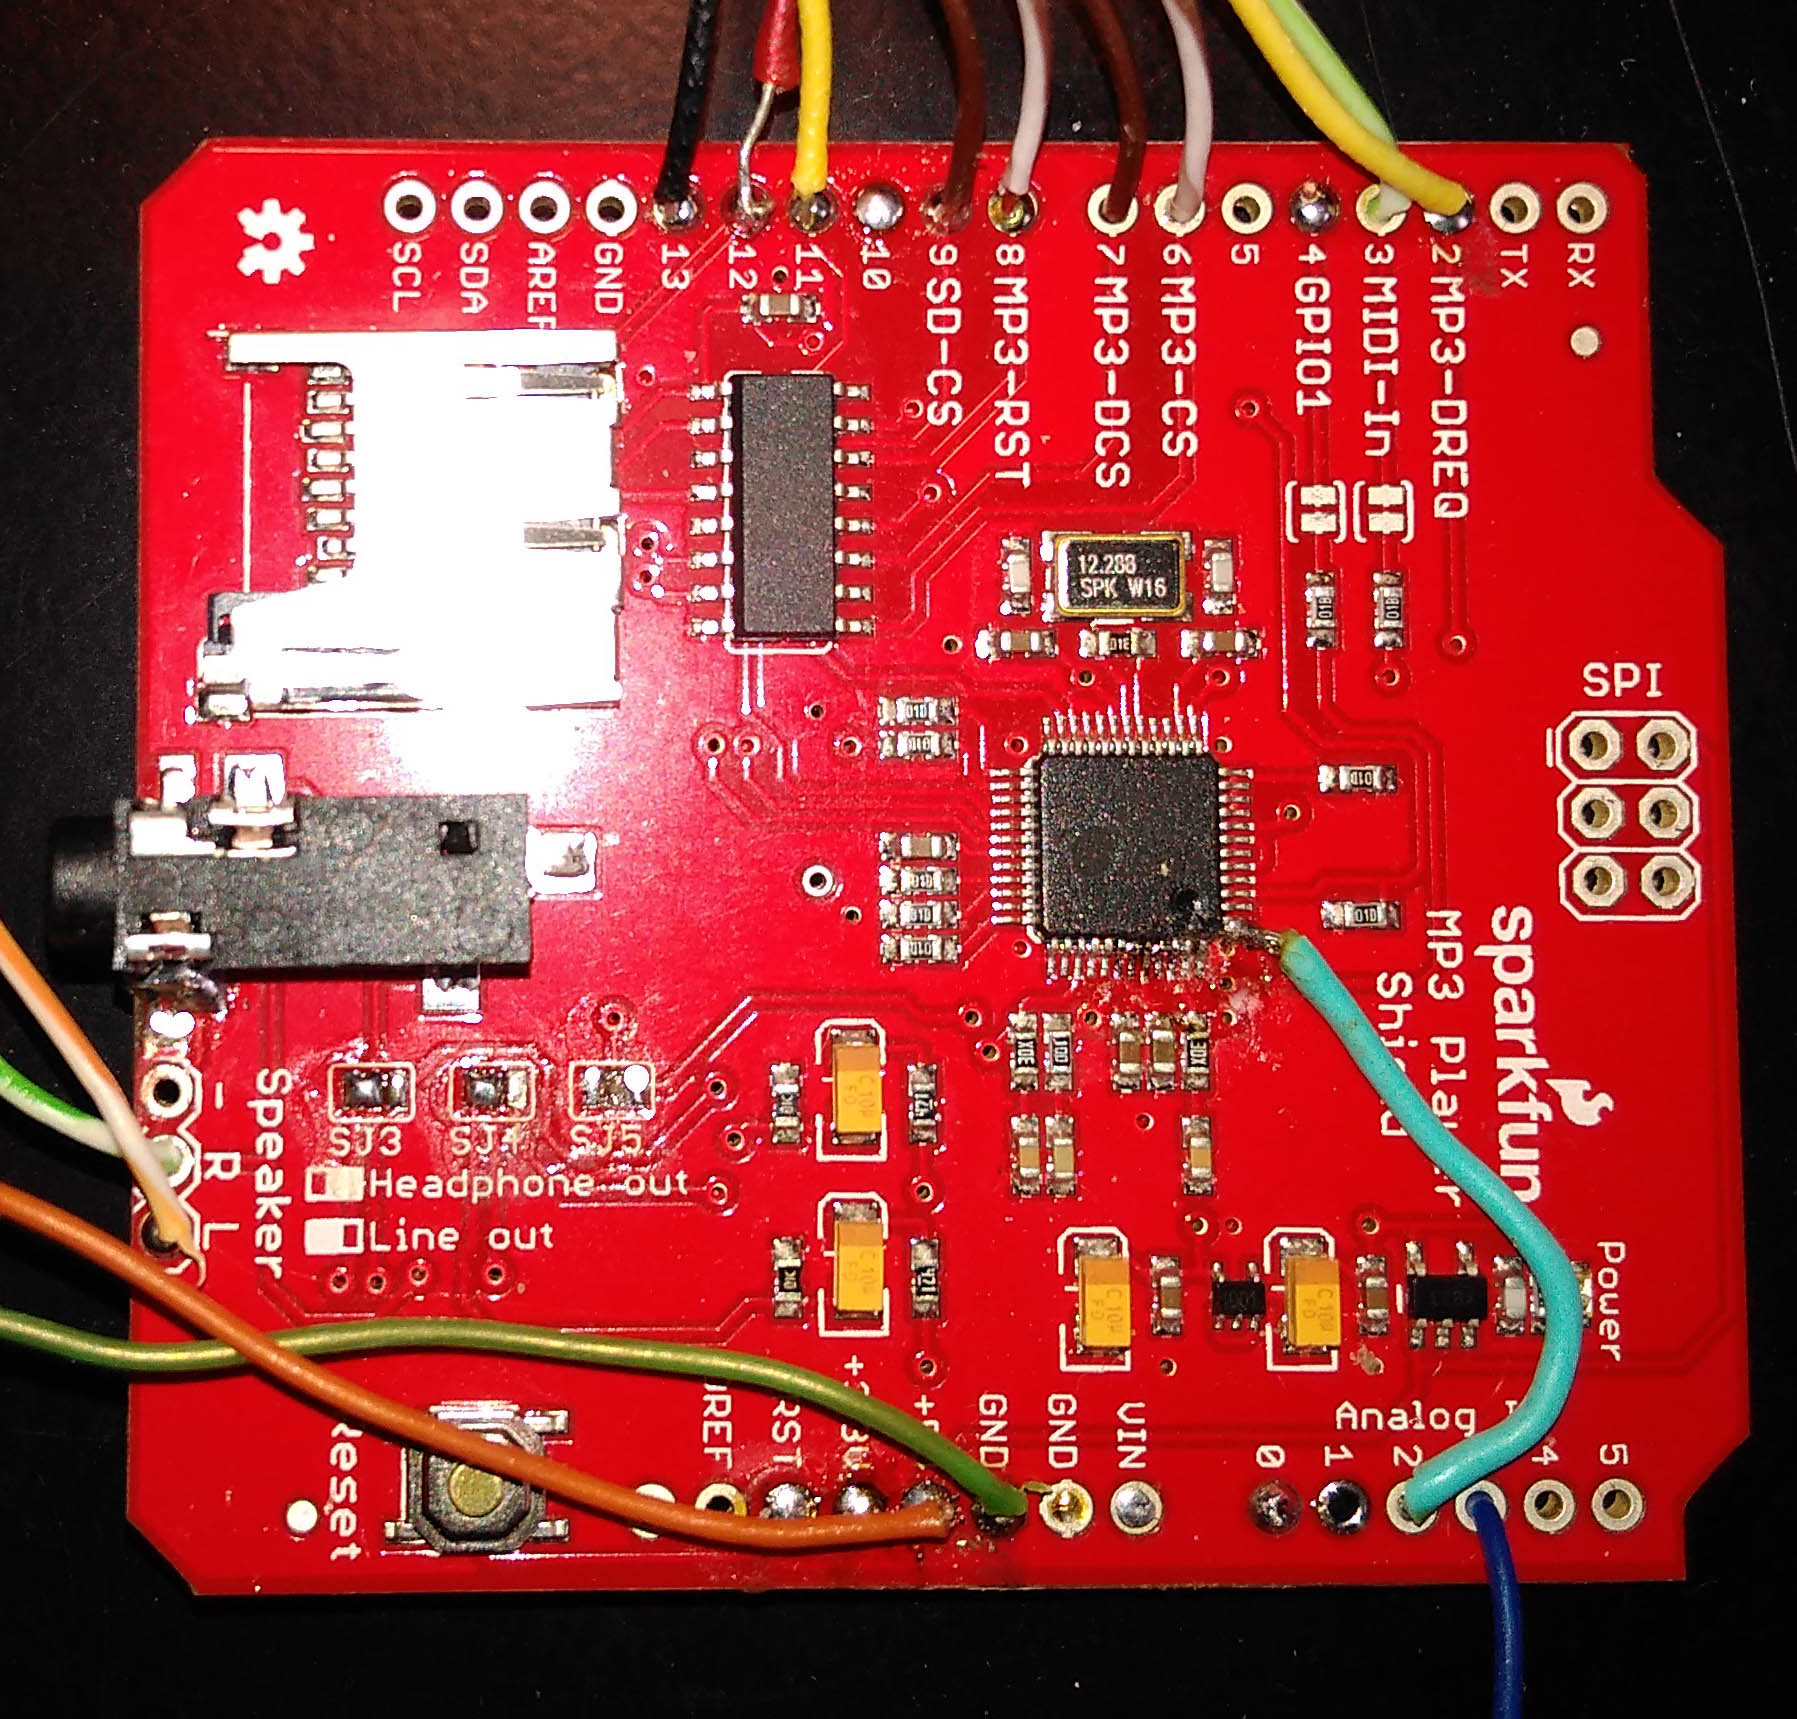 SCL
SDA
AREF
GND
13
12
11
10
9 SD-CS
8 MP3-RST
7 MP3-DCS
6 MP3-CS
5
4 GPIO1
3 MIDI-In
2 MP3-DREQ
TX
RX
12.288
SPK W16
SPI
sparkfun
MP3 Pla
Shi
Power
Speaker
-
R
L
SJ3
SJ4
SJ5
Headphone out
Line out
Reset
RST
GND
GND
VIN
Analog
0
1
2
4
5